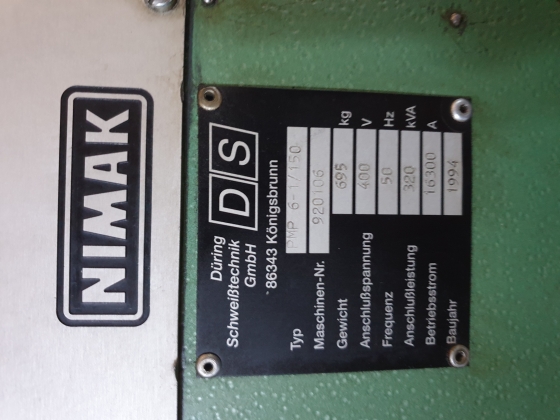 NIMAK
Düring
Schweißtechnik
GmbH
DS
86343 Königsbrunn
Typ PMP 6-1/150
Maschinen-Nr. 920106
Gewicht 695 kg
Anschlußspannung 400 V
Frequenz 50 Hz
Anschlußleistung 320 kVA
Betriebsstrom 16300 A
Baujahr 1994